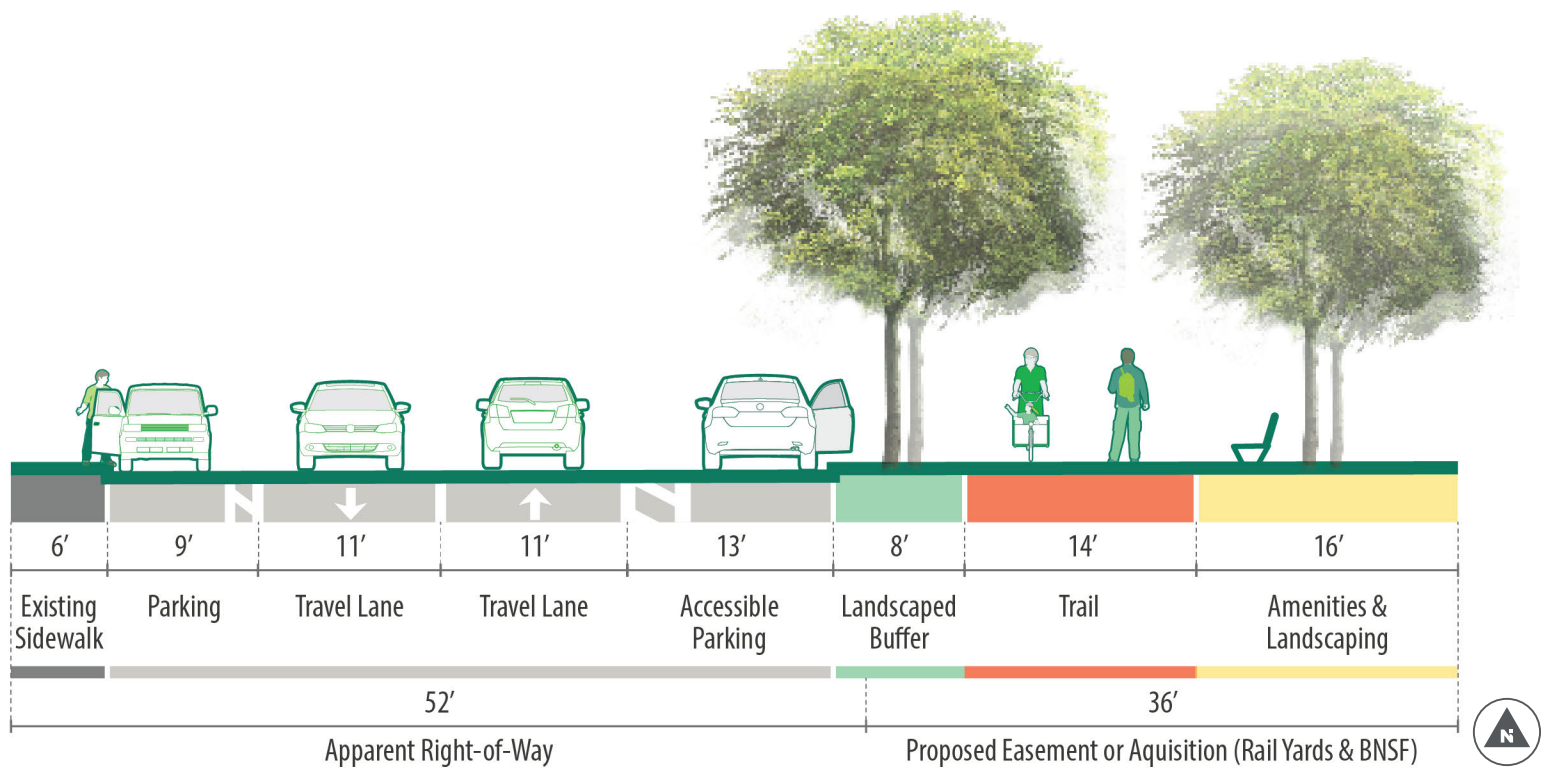 6’ 9’ 11’ 11’ 13’ 8’ 14’ 16’
Existing Sidewalk
Parking
Travel Lane
Travel Lane
Accessible Parking
Landscaped Buffer
Trail
Amenities & Landscaping
52’ 36’
Apparent Right-of-Way
Proposed Easement or Aquisition (Rail Yards & BNSF)
N